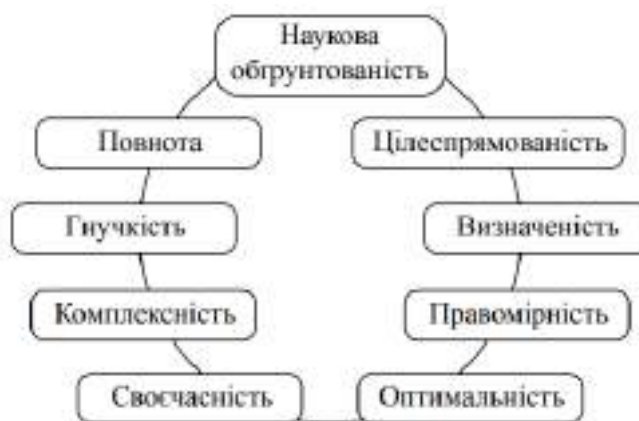 Наукова
обґрунтованість
Повнота
Цілеспрямованість
Гнучкість
Визначеність
Комплексність
Правомірність
Своєчасність
Оптимальність